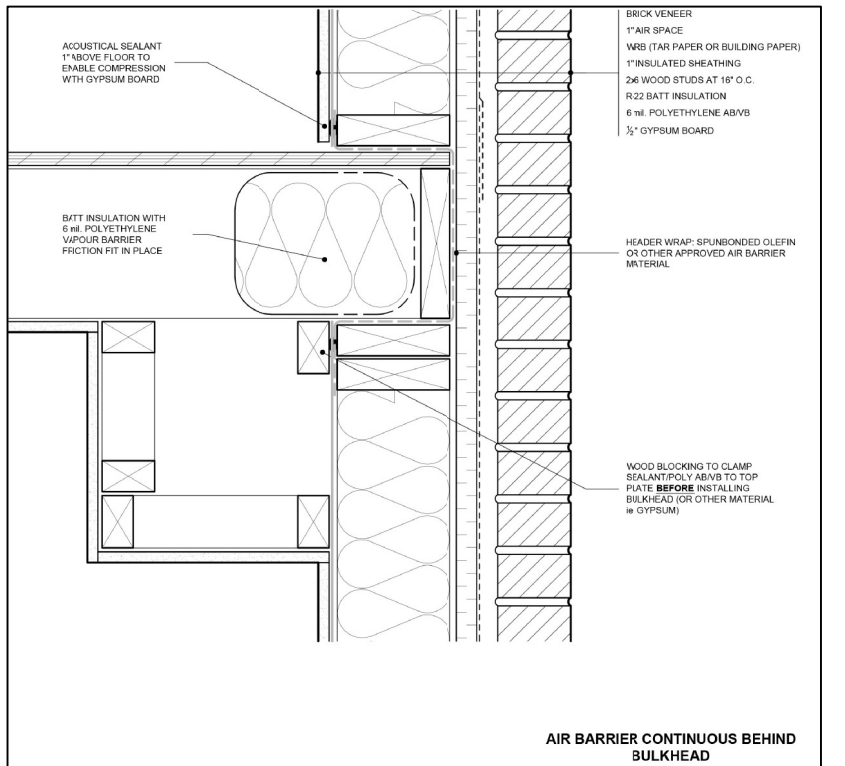 ACOUSTICAL SEALANT
1" ABOVE FLOOR TO
ENABLE COMPRESSION
WITH GYPSUM BOARD
BRICK VENEER
1" AIR SPACE
WRB (TAR PAPER OR BUILDING PAPER)
1" INSULATED SHEATHING
2x6 WOOD STUDS AT 16" O.C.
R-22 BATT INSULATION
6 mil. POLYETHYLENE AB/VB
½" GYPSUM BOARD
BATT INSULATION WITH
6 mil. POLYETHYLENE
VAPOUR BARRIER
FRICTION FIT IN PLACE
HEADER WRAP: SPUNBONDED OLEFIN
OR OTHER APPROVED AIR BARRIER
MATERIAL
WOOD BLOCKING TO CLAMP
SEALANT/POLY AB/VB TO TOP
PLATE BEFORE INSTALLING
BULKHEAD (OR OTHER MATERIAL
ie GYPSUM)
AIR BARRIER CONTINUOUS BEHIND
BULKHEAD